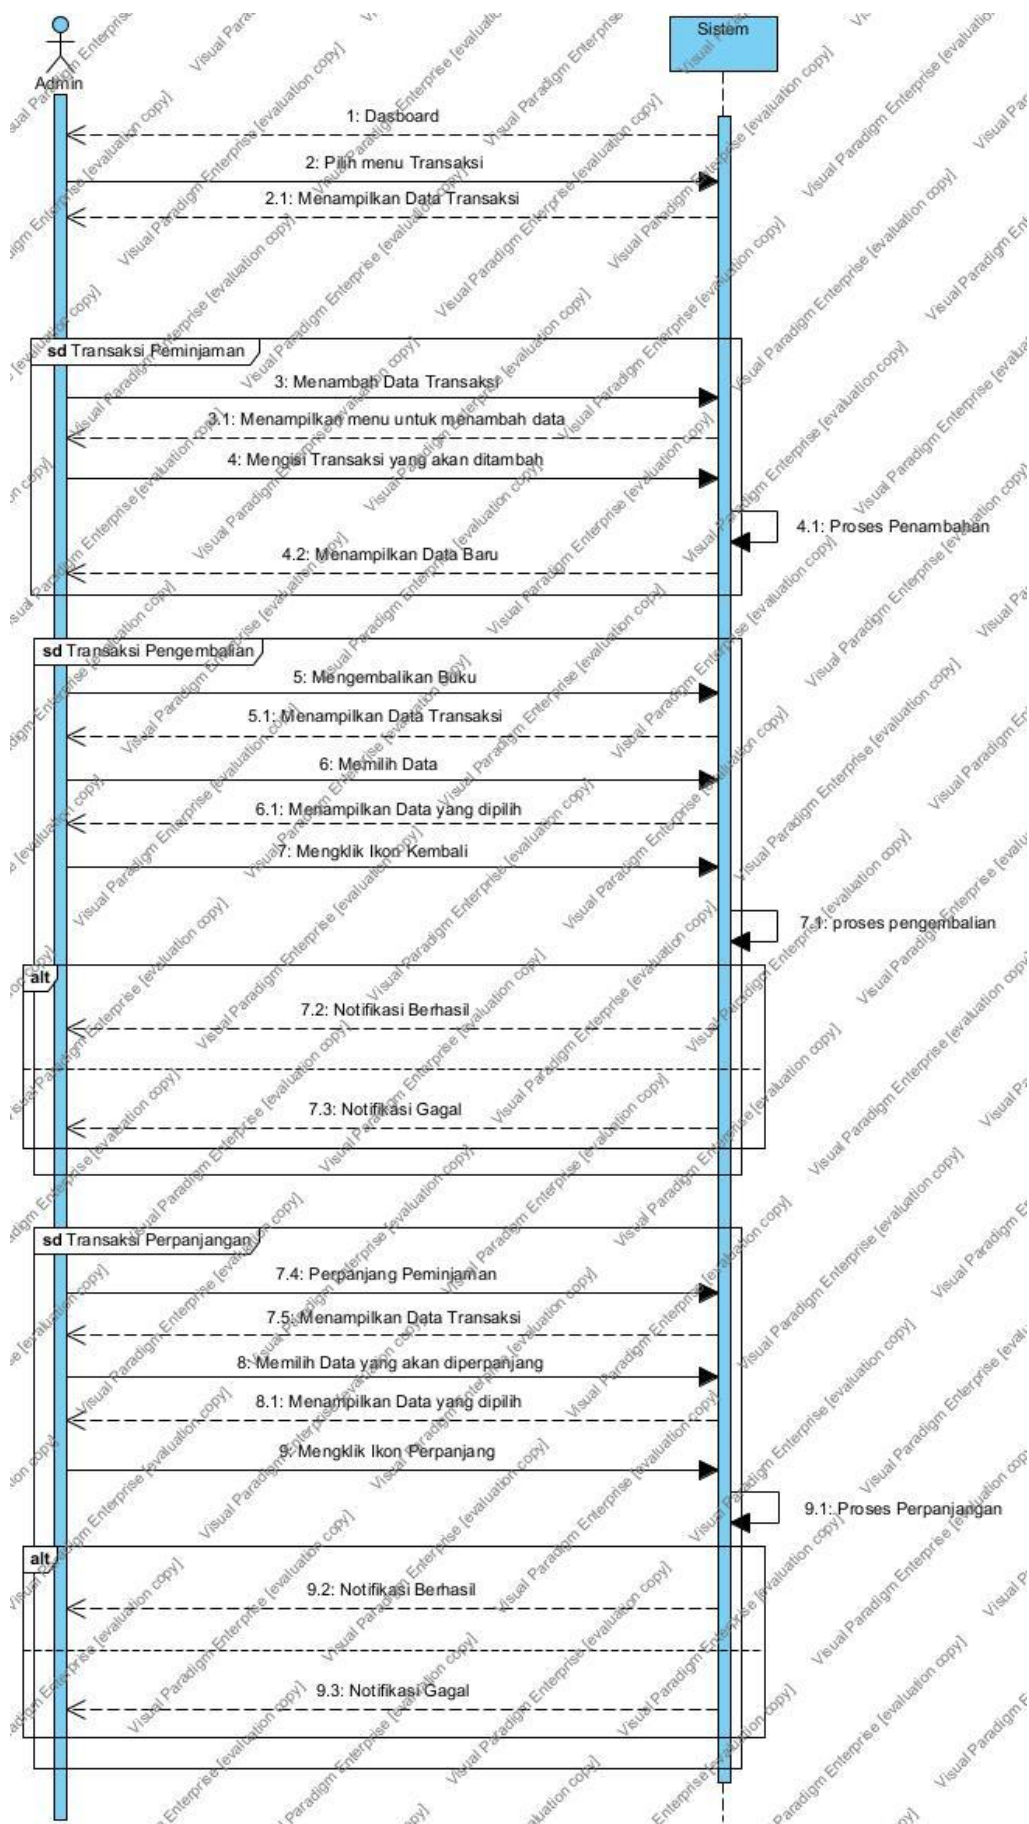 Admin
Sistem
1: Dasboard
2: Pilih menu Transaksi
2.1: Menampilkan Data Transaksi
sd Transaksi Peminjaman
3: Menambah Data Transaksi
3.1: Menampilkan menu untuk menambah data
4: Mengisi Transaksi yang akan ditambah
4.1: Proses Penambahan
4.2: Menampilkan Data Baru
sd Transaksi Pengembalian
5: Mengembalikan Buku
5.1: Menampilkan Data Transaksi
6: Memilih Data
6.1: Menampilkan Data yang dipilih
7: Mengklik Ikon Kembali
7.1: proses pengembalian
alt
7.2: Notifikasi Berhasil
7.3: Notifikasi Gagal
sd Transaksi Perpanjangan
7.4: Perpanjang Peminjaman
7.5: Menampilkan Data Transaksi
8: Memilih Data yang akan diperpanjang
8.1: Menampilkan Data yang dipilih
9: Mengklik Ikon Perpanjang
9.1: Proses Perpanjangan
alt
9.2: Notifikasi Berhasil
9.3: Notifikasi Gagal
Visual Paradigm Enterprise [evaluation copy]